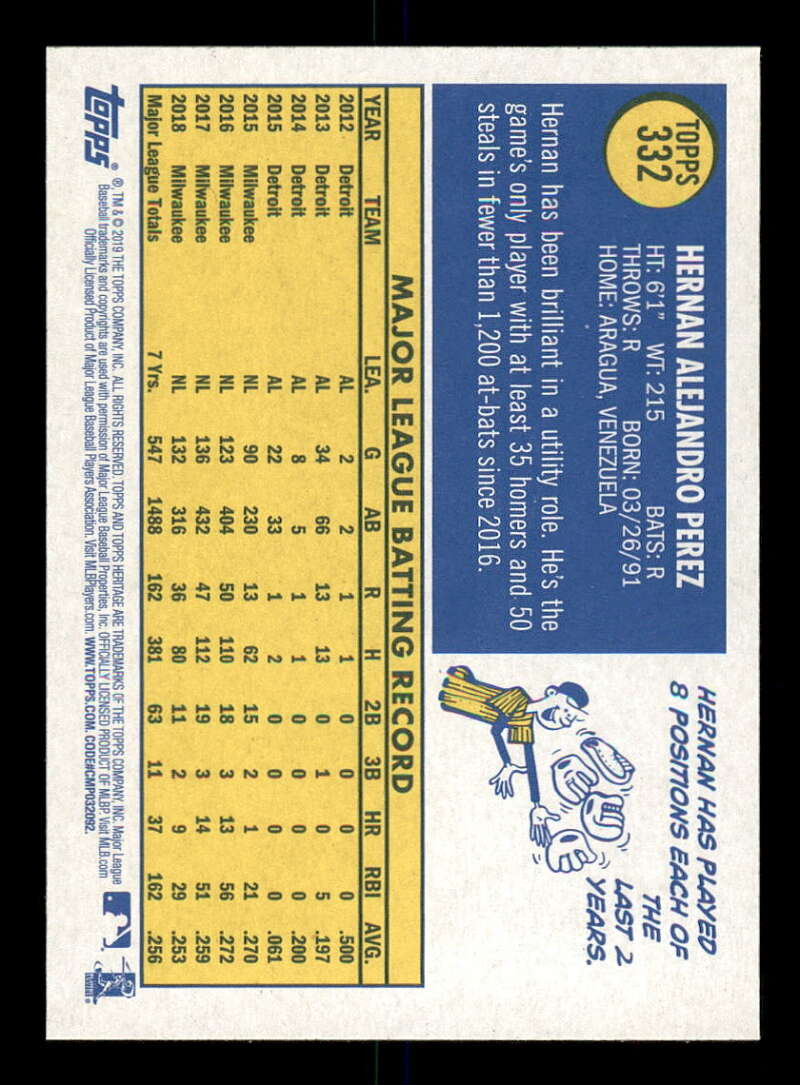 TOPPS
332
HERNAN ALEJANDRO PEREZ
HT: 6'1" WT: 215 BATS: R
THROWS: R BORN: 03/26/91
HOME: ARAGUA, VENEZUELA
Hernan has been brilliant in a utility role. He's the
game's only player with at least 35 homers and 50
steals in fewer than 1,200 at-bats since 2016.
HERNAN HAS PLAYED
8 POSITIONS EACH OF
THE
LAST 2
YEARS.
MAJOR LEAGUE BATTING RECORD
YEAR TEAM LEA. G AB R H 2B 3B HR RBI AVG.
2012 Detroit AL 2 2 1 1 0 0 0 0 .500
2013 Detroit AL 34 66 13 13 0 1 0 5 .197
2014 Detroit AL 8 5 1 1 0 0 0 0 .200
2015 Detroit AL 22 33 1 2 0 0 0 0 .061
2015 Milwaukee NL 90 230 13 62 15 2 1 21 .270
2016 Milwaukee NL 123 404 50 110 18 3 13 56 .272
2017 Milwaukee NL 136 432 47 112 19 3 14 51 .259
2018 Milwaukee NL 132 316 36 80 11 2 9 29 .253
Major League Totals 7 Yrs. 547 1488 162 381 63 11 37 162 .256
topps®
®, TM & © 2019 THE TOPPS COMPANY, INC. ALL RIGHTS RESERVED. TOPPS AND TOPPS HERITAGE ARE TRADEMARKS OF THE TOPPS COMPANY, INC. Major League
Baseball trademarks and copyrights are used with permission of Major League Baseball Properties, Inc. OFFICIALLY LICENSED PRODUCT OF MLBP. Visit MLB.com
Officially Licensed Product of Major League Baseball Players Association. Visit MLBPlayers.com. WWW.TOPPS.COM. CODE#CMP032092.